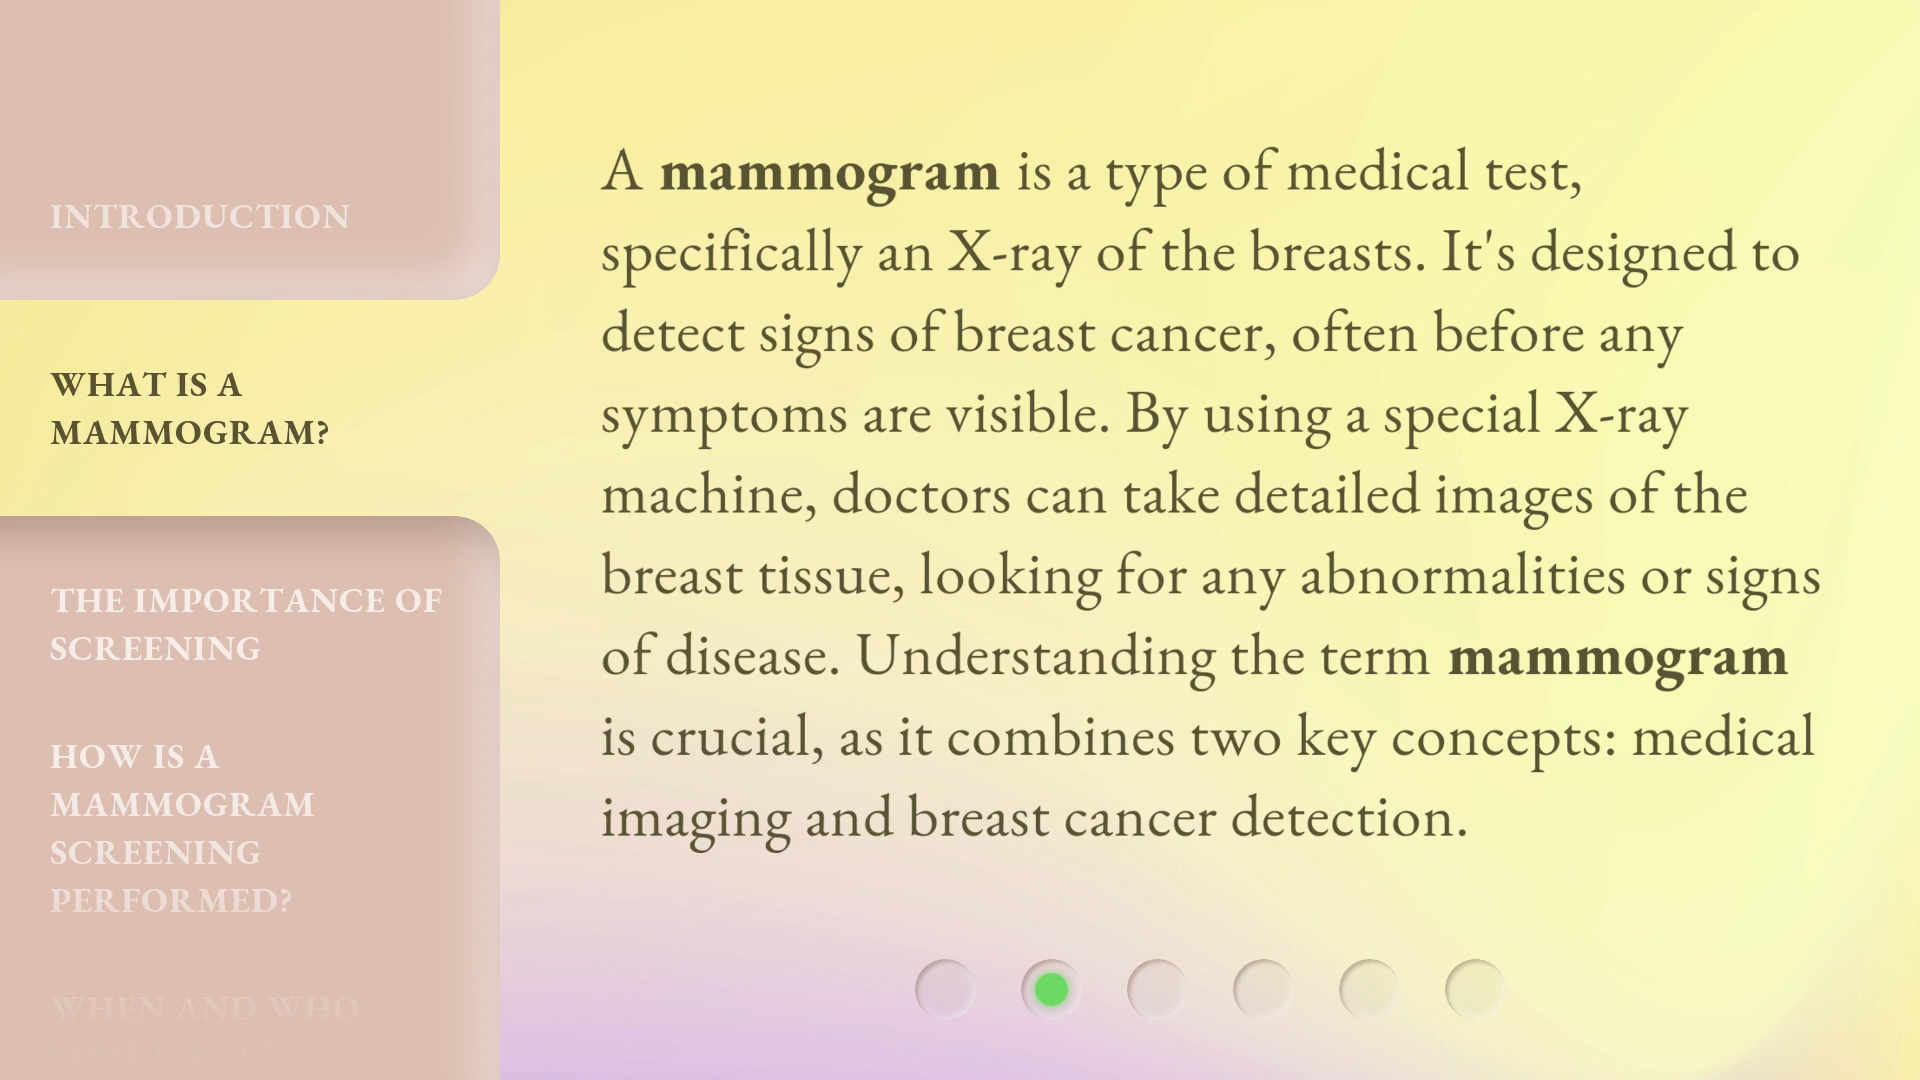 INTRODUCTION
WHAT IS A
MAMMOGRAM?
THE IMPORTANCE OF
SCREENING
HOW IS A
MAMMOGRAM
SCREENING
PERFORMED?
WHEN AND WHO
A mammogram is a type of medical test,
specifically an X-ray of the breasts. It's designed to
detect signs of breast cancer, often before any
symptoms are visible. By using a special X-ray
machine, doctors can take detailed images of the
breast tissue, looking for any abnormalities or signs
of disease. Understanding the term mammogram
is crucial, as it combines two key concepts: medical
imaging and breast cancer detection.